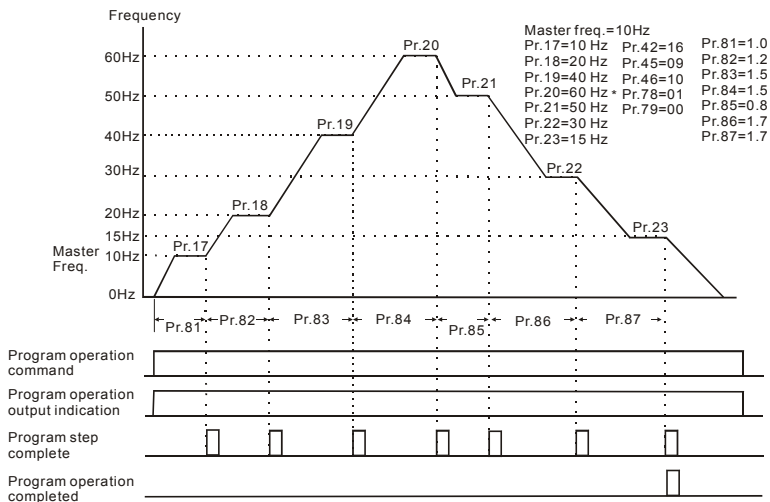 Frequency
Master freq.=10Hz
Pr.17=10 Hz Pr.42=16 Pr.81=1.0
Pr.18=20 Hz Pr.45=09 Pr.82=1.2
Pr.19=40 Hz Pr.46=10 Pr.83=1.5
Pr.20=60 Hz * Pr.78=01 Pr.84=1.5
Pr.21=50 Hz Pr.79=00 Pr.85=0.8
Pr.22=30 Hz Pr.86=1.7
Pr.23=15 Hz Pr.87=1.7
60Hz
50Hz
40Hz
30Hz
20Hz
15Hz
10Hz
0Hz
Master
Freq.
Pr.17
Pr.18
Pr.19
Pr.20
Pr.21
Pr.22
Pr.23
Pr.81
Pr.82
Pr.83
Pr.84
Pr.85
Pr.86
Pr.87
Program operation
command
Program operation
output indication
Program step
complete
Program operation
completed